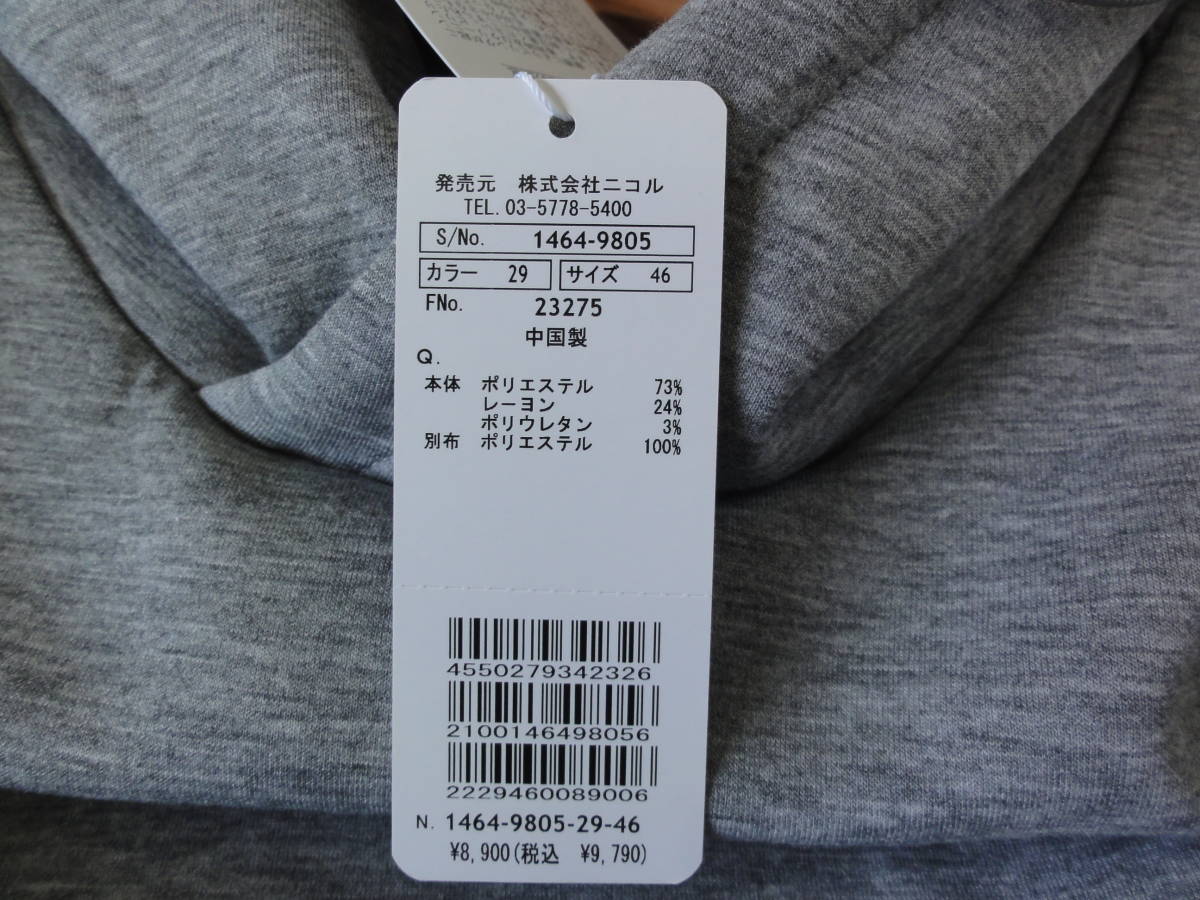 発売元 株式会社ニコル
TEL. 03-5778-5400
S/No. 1464-9805
カラー 29 サイズ 46
FNo. 23275
中国製
Q.
本体 ポリエステル 73%
レーヨン 24%
ポリウレタン 3%
別布 ポリエステル 100%
4550279342326
2100146498056
2229460089006
N. 1464-9805-29-46
¥8,900(税込 ¥9,790)